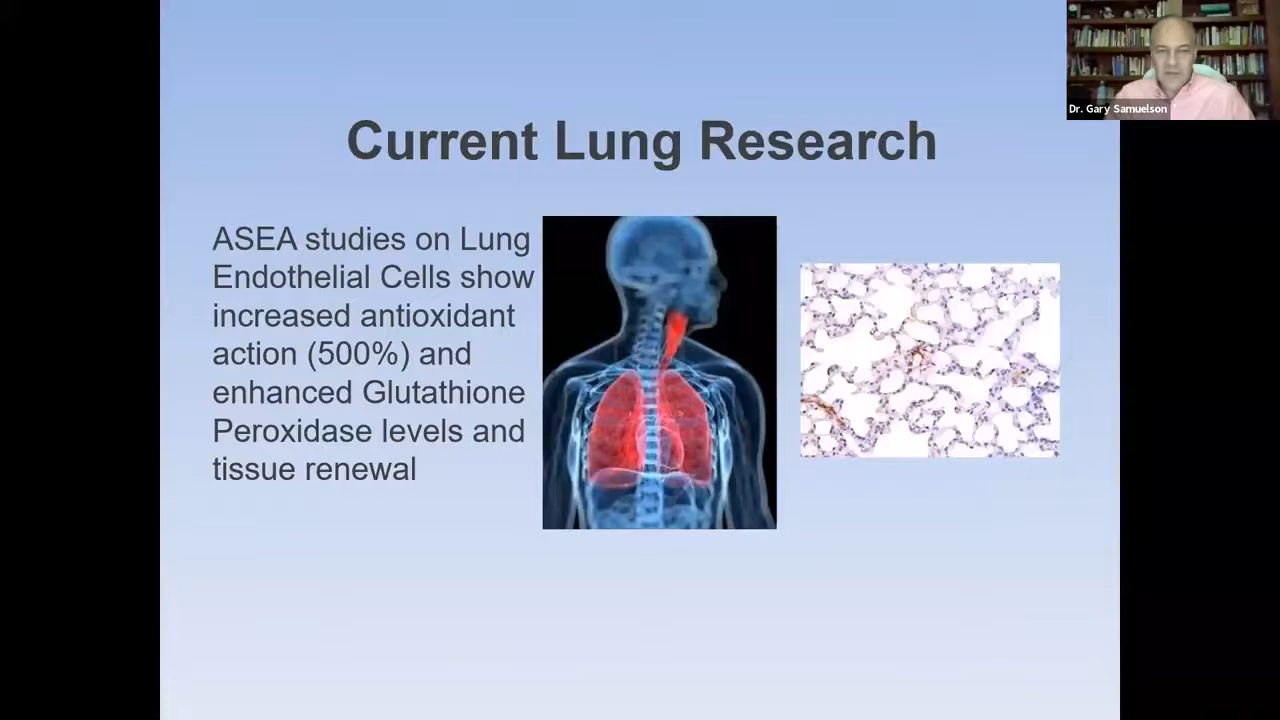 Dr. Gary Samuelson
Current Lung Research
ASEA studies on Lung
Endothelial Cells show
increased antioxidant
action (500%) and
enhanced Glutathione
Peroxidase levels and
tissue renewal